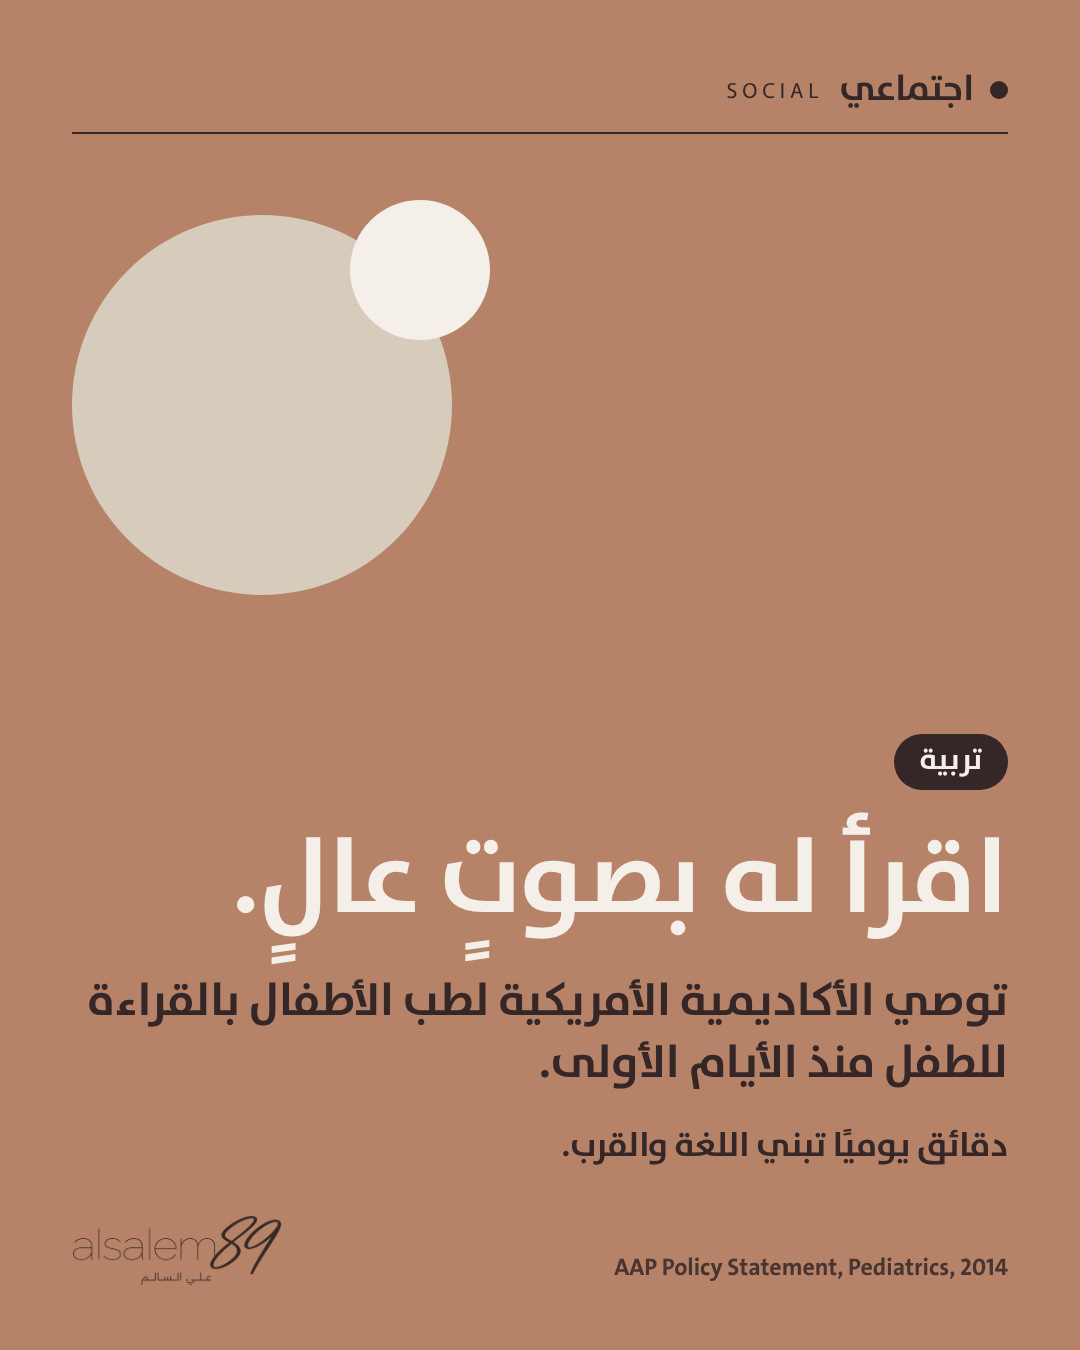 اجتماعي SOCIAL
تربية
اقرأ له بصوتٍ عالٍ.
توصي الأكاديمية الأمريكية لطب الأطفال بالقراءة
للطفل منذ الأيام الأولى.
دقائق يوميًا تبني اللغة والقرب.
AAP Policy Statement, Pediatrics, 2014
alsalem89
علي السالم